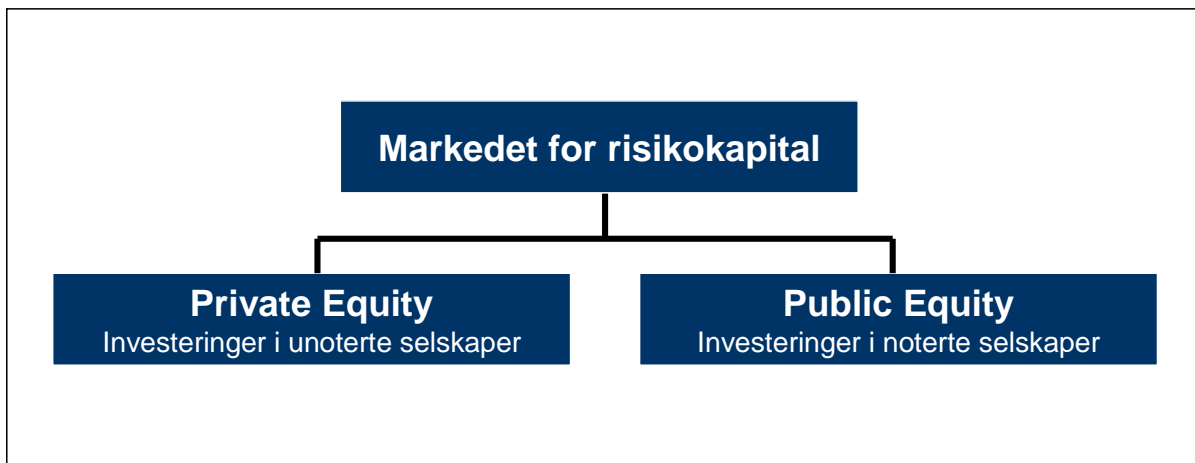 Markedet for risikokapital
Private Equity
Investeringer i unoterte selskaper
Public Equity
Investeringer i noterte selskaper